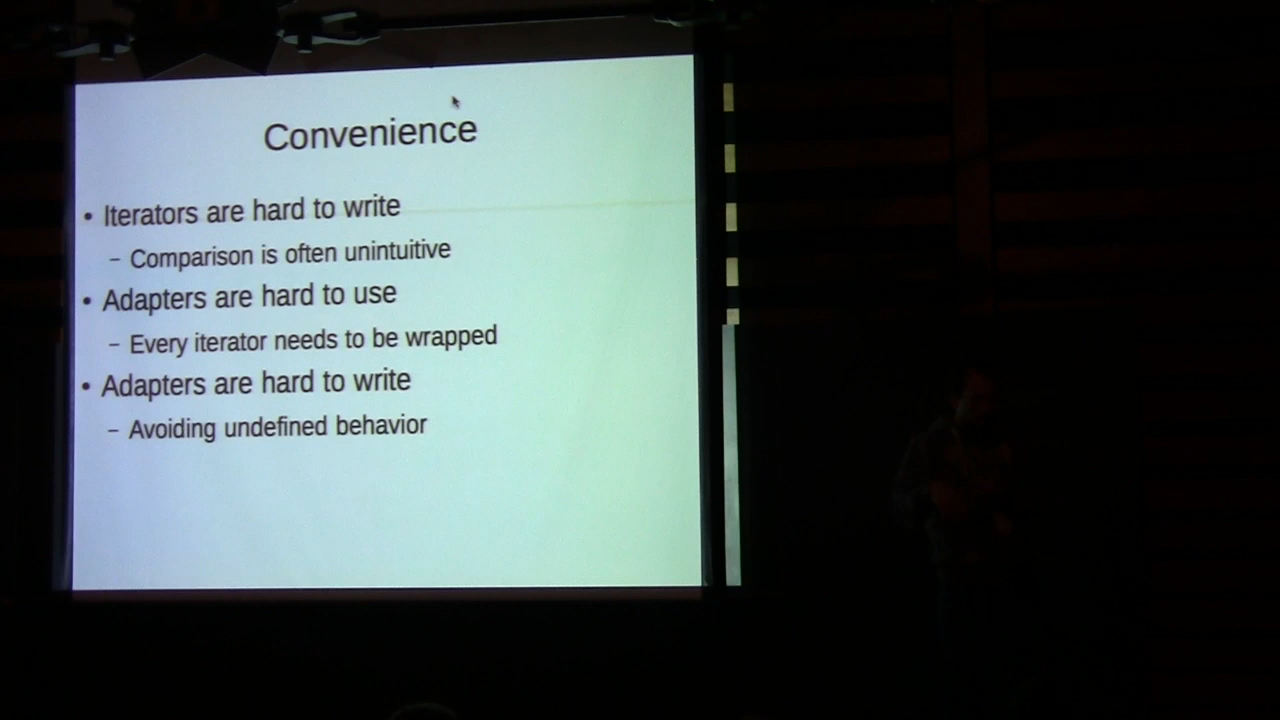 Convenience
• Iterators are hard to write
– Comparison is often unintuitive
• Adapters are hard to use
– Every iterator needs to be wrapped
• Adapters are hard to write
– Avoiding undefined behavior